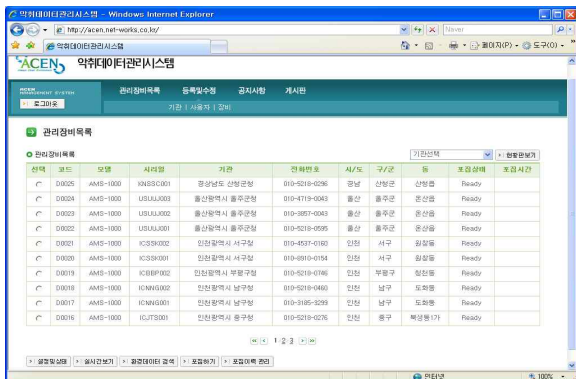 악취데이터관리시스템 - Windows Internet Explorer
http://acen.net-works.co.kr/
Naver
악취데이터관리시스템
페이지(P) 도구(O)
ACEN 악취데이터관리시스템
관리장비목록 등록및수정 공지사항 게시판
로그아웃
기관 | 사용자 | 장비
관리장비목록
관리장비목록
기관선택 현황판보기
선택 코드 모델 시리얼 기관 전화번호 시/도 구/군 동 포집상태 포집시간
D0025 AMS-1000 KNSSC001 경상남도 산청군청 010-5218-0296 경남 산청군 산청읍 Ready
D0024 AMS-1000 USUUJ003 울산광역시 울주군청 010-4719-0043 울산 울주군 온산읍 Ready
D0023 AMS-1000 USUUJ002 울산광역시 울주군청 010-3857-0043 울산 울주군 온산읍 Ready
D0022 AMS-1000 USUUJ001 울산광역시 울주군청 010-5218-0595 울산 울주군 온산읍 Ready
D0021 AMS-1000 ICSSK002 인천광역시 서구청 010-4537-0160 인천 서구 원창동 Ready
D0020 AMS-1000 ICSSK001 인천광역시 서구청 010-8910-0154 인천 서구 원창동 Ready
D0019 AMS-1000 ICBBP002 인천광역시 부평구청 010-5218-0746 인천 부평구 청천동 Ready
D0018 AMS-1000 ICNNG002 인천광역시 남구청 010-5218-0460 인천 남구 도화동 Ready
D0017 AMS-1000 ICNNG001 인천광역시 남구청 010-3185-3299 인천 남구 도화동 Ready
D0016 AMS-1000 ICJTS001 인천광역시 중구청 010-5218-0276 인천 중구 북성동1가 Ready
1 2 3
설정및상태 실시간보기 환경데이터 검색 포집하기 포집이력 관리
인터넷 100%